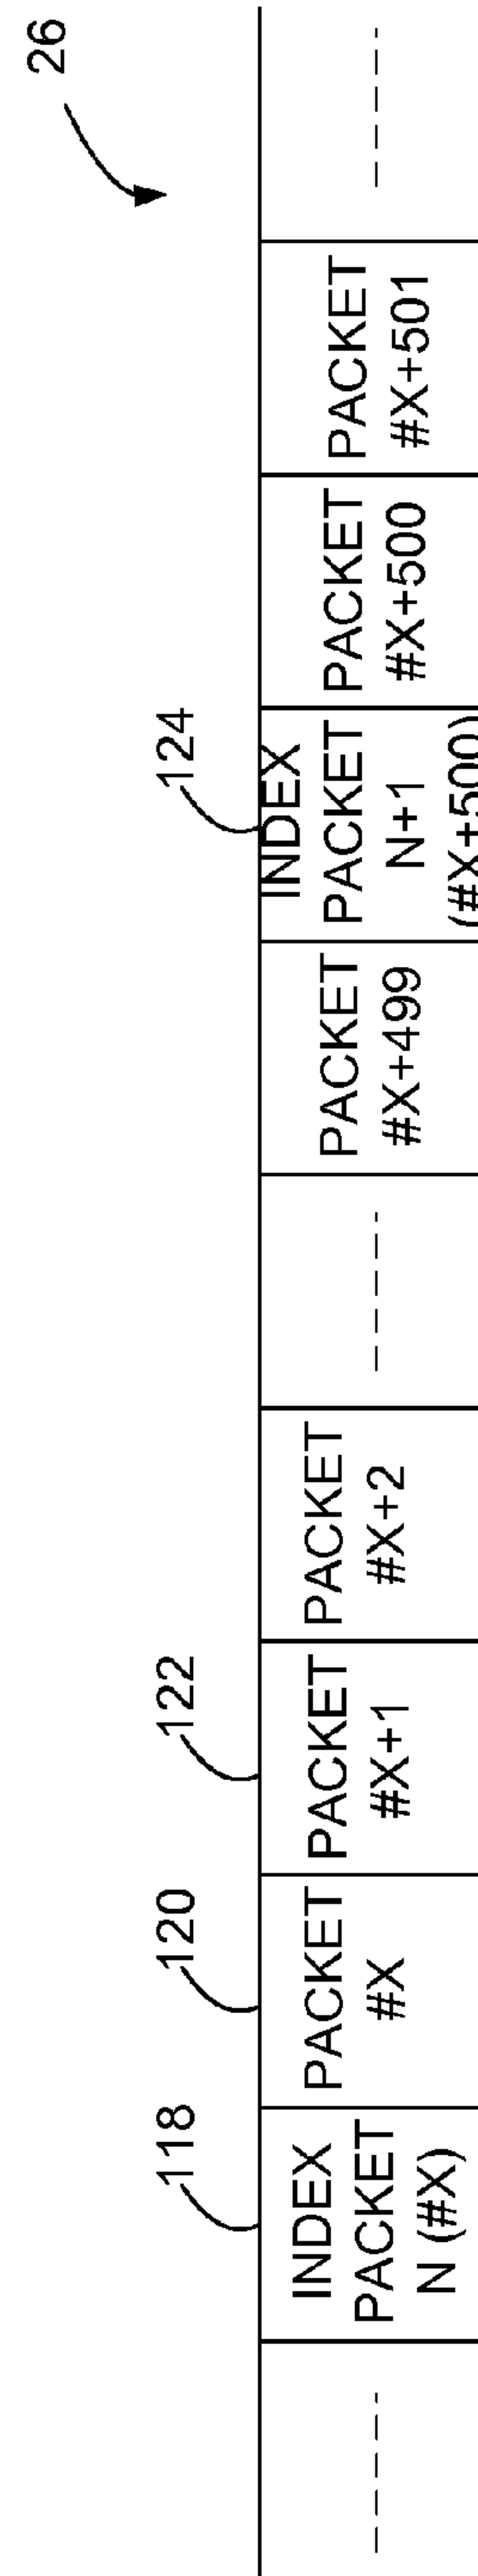 26
118
120
122
124
INDEX
PACKET
N (#X)
PACKET
#X
PACKET
#X+1
PACKET
#X+2
PACKET
#X+499
INDEX
PACKET
N+1
(#X+500)
PACKET
#X+500
PACKET
#X+501